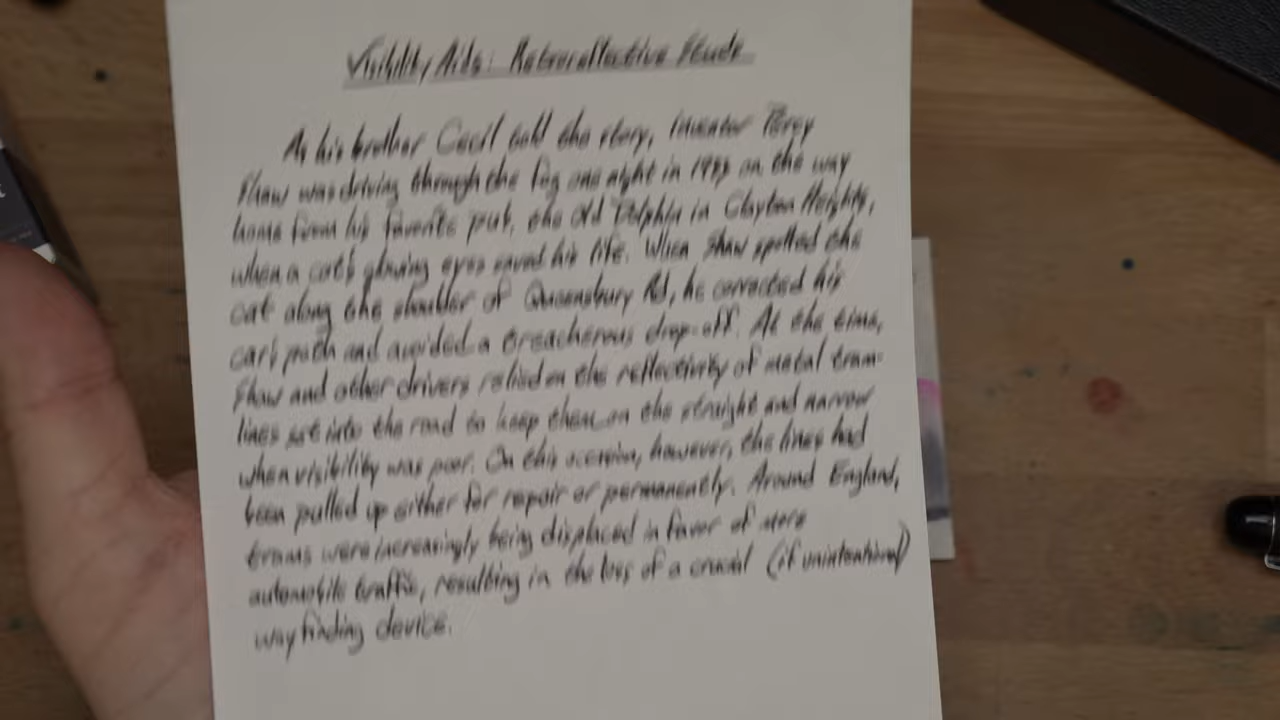 Visibility Aids: Retroreflective Studs
As his brother Cecil told the story, inventor Percy
Shaw was driving through the fog one night in on the way
home from his favorite pub, the Old Dolphin in Clayton Heights,
when a cat's glowing eyes saved his life. When Shaw spotted the
cat along the shoulder of Queensbury Rd, he corrected his
car's path and avoided a treacherous drop-off. At the time,
Shaw and other drivers relied on the reflectivity of metal tram-
lines set into the road to keep them on the straight and narrow
when visibility was poor. On this occasion, however, the lines had
been pulled up either for repair or permanently. Around England,
trams were increasingly being displaced in favor of more
automobile traffic, resulting in the loss of a crucial (if unintentional)
wayfinding device.